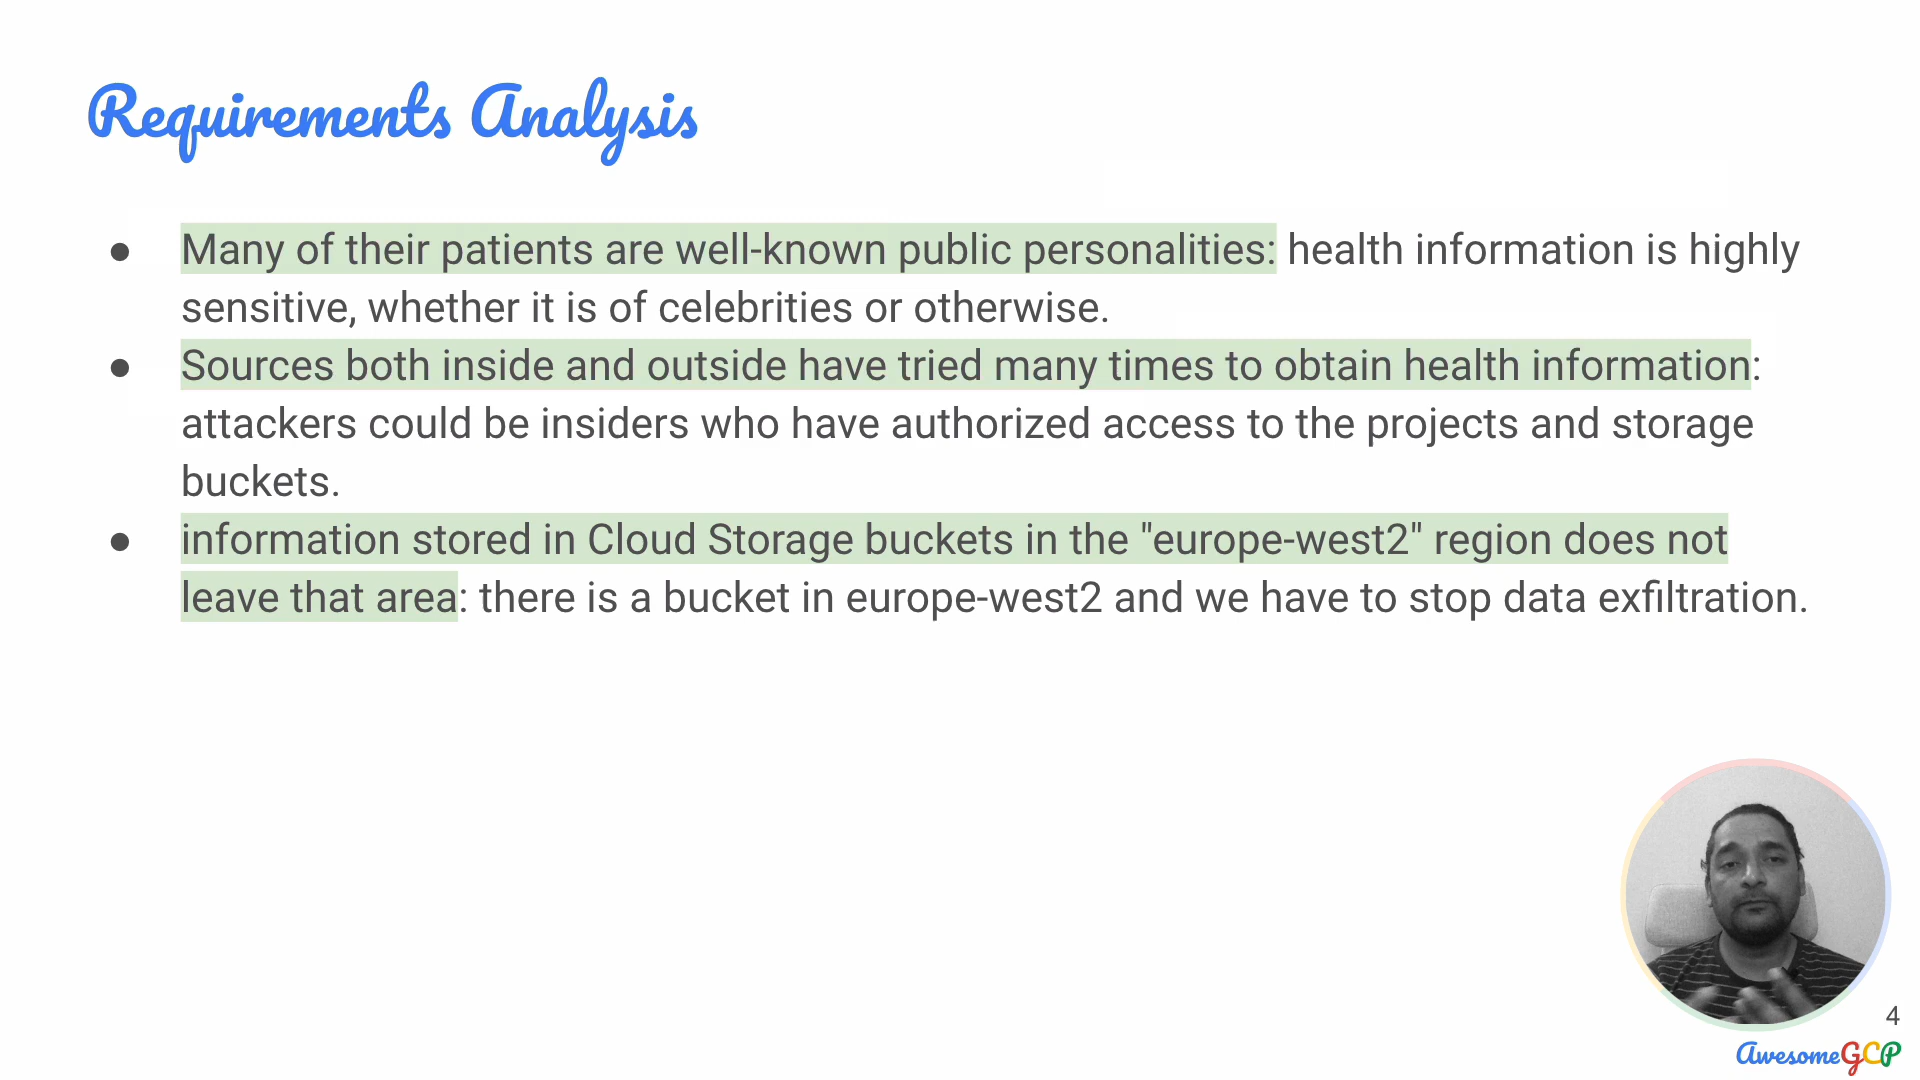 Requirements Analysis
● Many of their patients are well-known public personalities: health information is highly
sensitive, whether it is of celebrities or otherwise.
● Sources both inside and outside have tried many times to obtain health information:
attackers could be insiders who have authorized access to the projects and storage
buckets.
● information stored in Cloud Storage buckets in the "europe-west2" region does not
leave that area: there is a bucket in europe-west2 and we have to stop data exfiltration.
4
AwesomeGCP